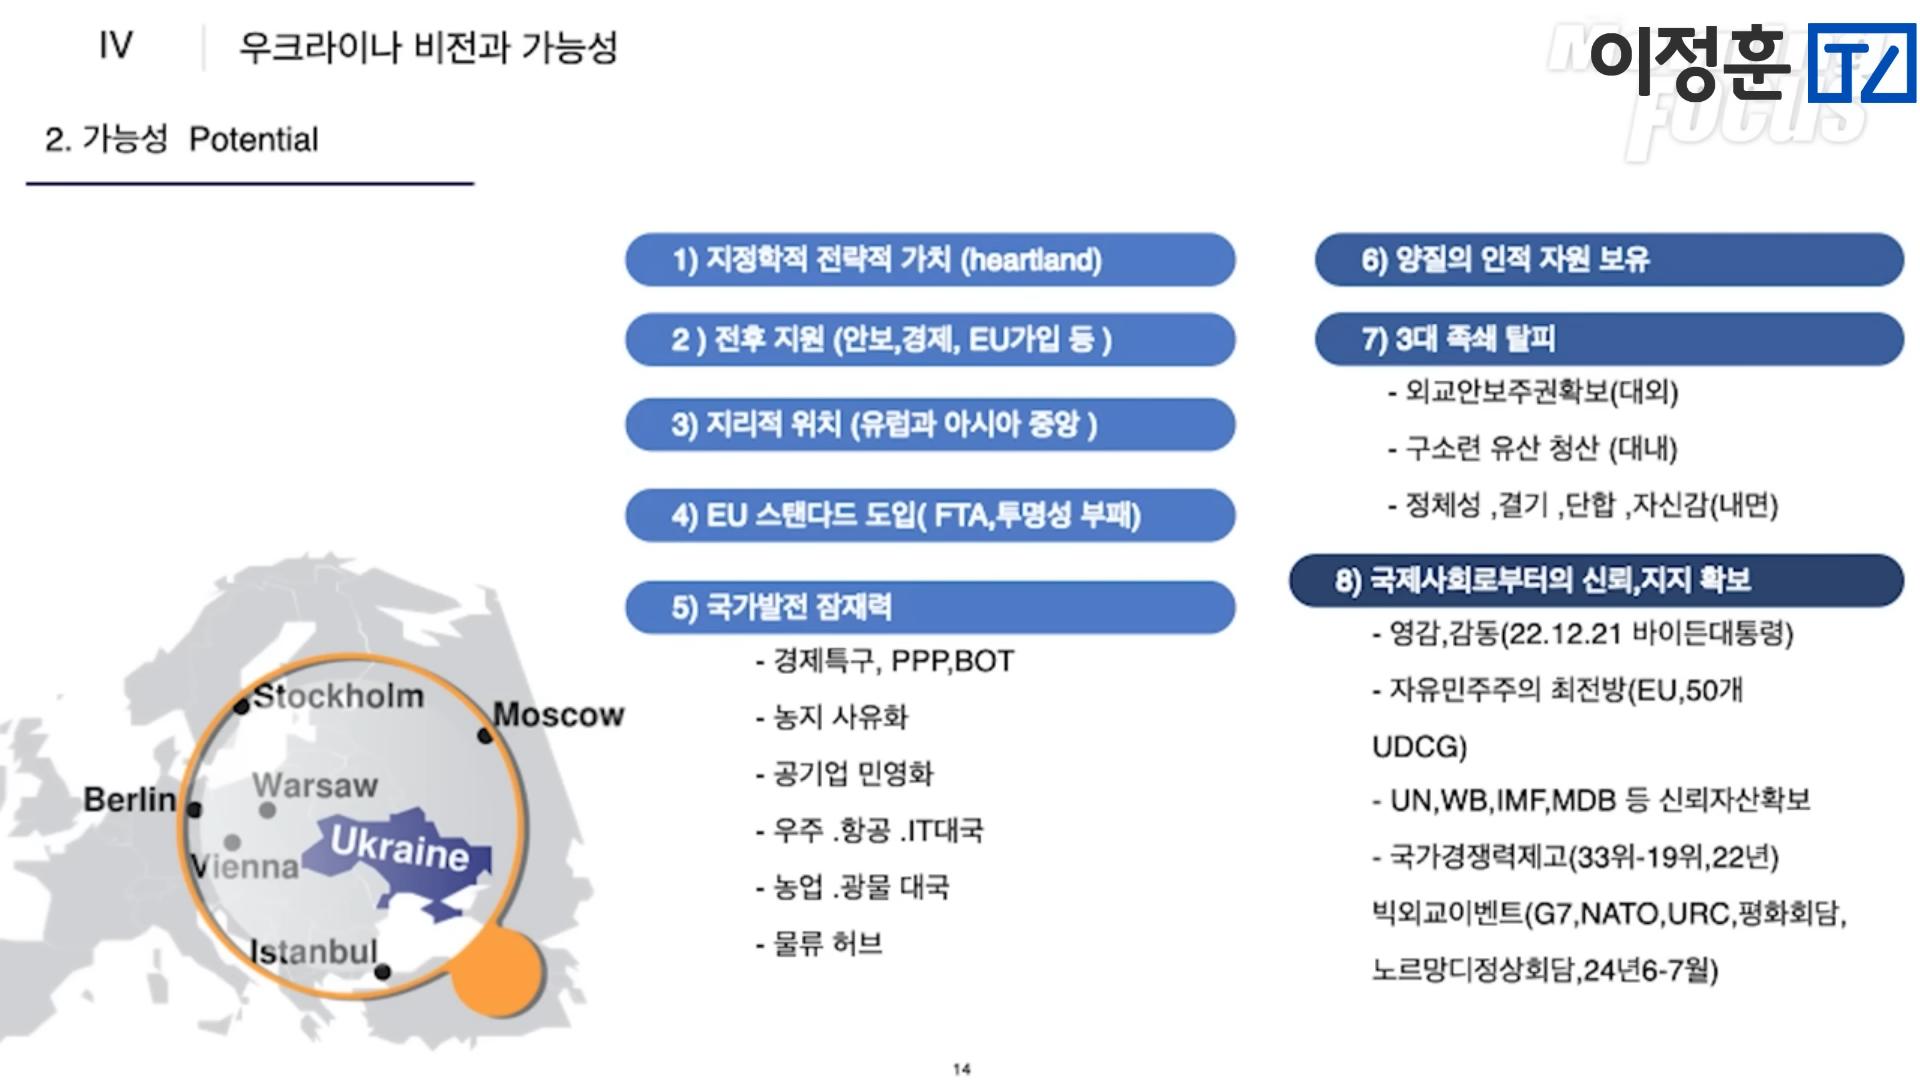 IV
우크라이나 비전과 가능성
이정훈 TV
Focus
2. 가능성 Potential
1) 지정학적 전략적 가치 (heartland)
2 ) 전후 지원 (안보,경제, EU가입 등 )
3) 지리적 위치 (유럽과 아시아 중앙 )
4) EU 스탠다드 도입( FTA,투명성 부패)
5) 국가발전 잠재력
- 경제특구, PPP,BOT
- 농지 사유화
- 공기업 민영화
- 우주 .항공 .IT대국
- 농업 .광물 대국
- 물류 허브
6) 양질의 인적 자원 보유
7) 3대 족쇄 탈피
- 외교안보주권확보(대외)
- 구소련 유산 청산 (대내)
- 정체성 ,결기 ,단합 ,자신감(내면)
8) 국제사회로부터의 신뢰,지지 확보
- 영감,감동(22.12.21 바이든대통령)
- 자유민주주의 최전방(EU,50개
UDCG)
- UN,WB,IMF,MDB 등 신뢰자산확보
- 국가경쟁력제고(33위-19위,22년)
빅외교이벤트(G7,NATO,URC,평화회담,
노르망디정상회담,24년6-7월)
Stockholm
Moscow
Berlin
Warsaw
Ukraine
Vienna
Istanbul
14